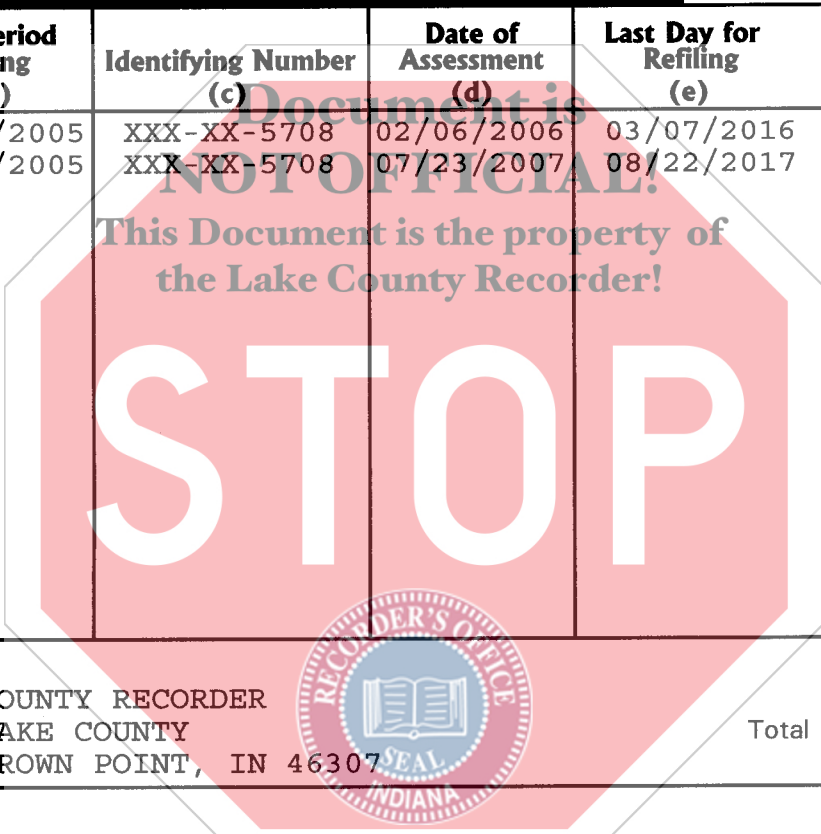 eriod Identifying Number Date of Last Day for
ng (c) Assessment Refiling
) (d) (e)
/2005 XXX-XX-5708 02/06/2006 03/07/2016
/2005 XXX-XX-5708 07/23/2007 08/22/2017
Document is
NOT OFFICIAL!
This Document is the property of
the Lake County Recorder!
STOP
OUNTY RECORDER
AKE COUNTY Total
ROWN POINT, IN 46307
RECORDER'S OFFICE
SEAL
INDIANA